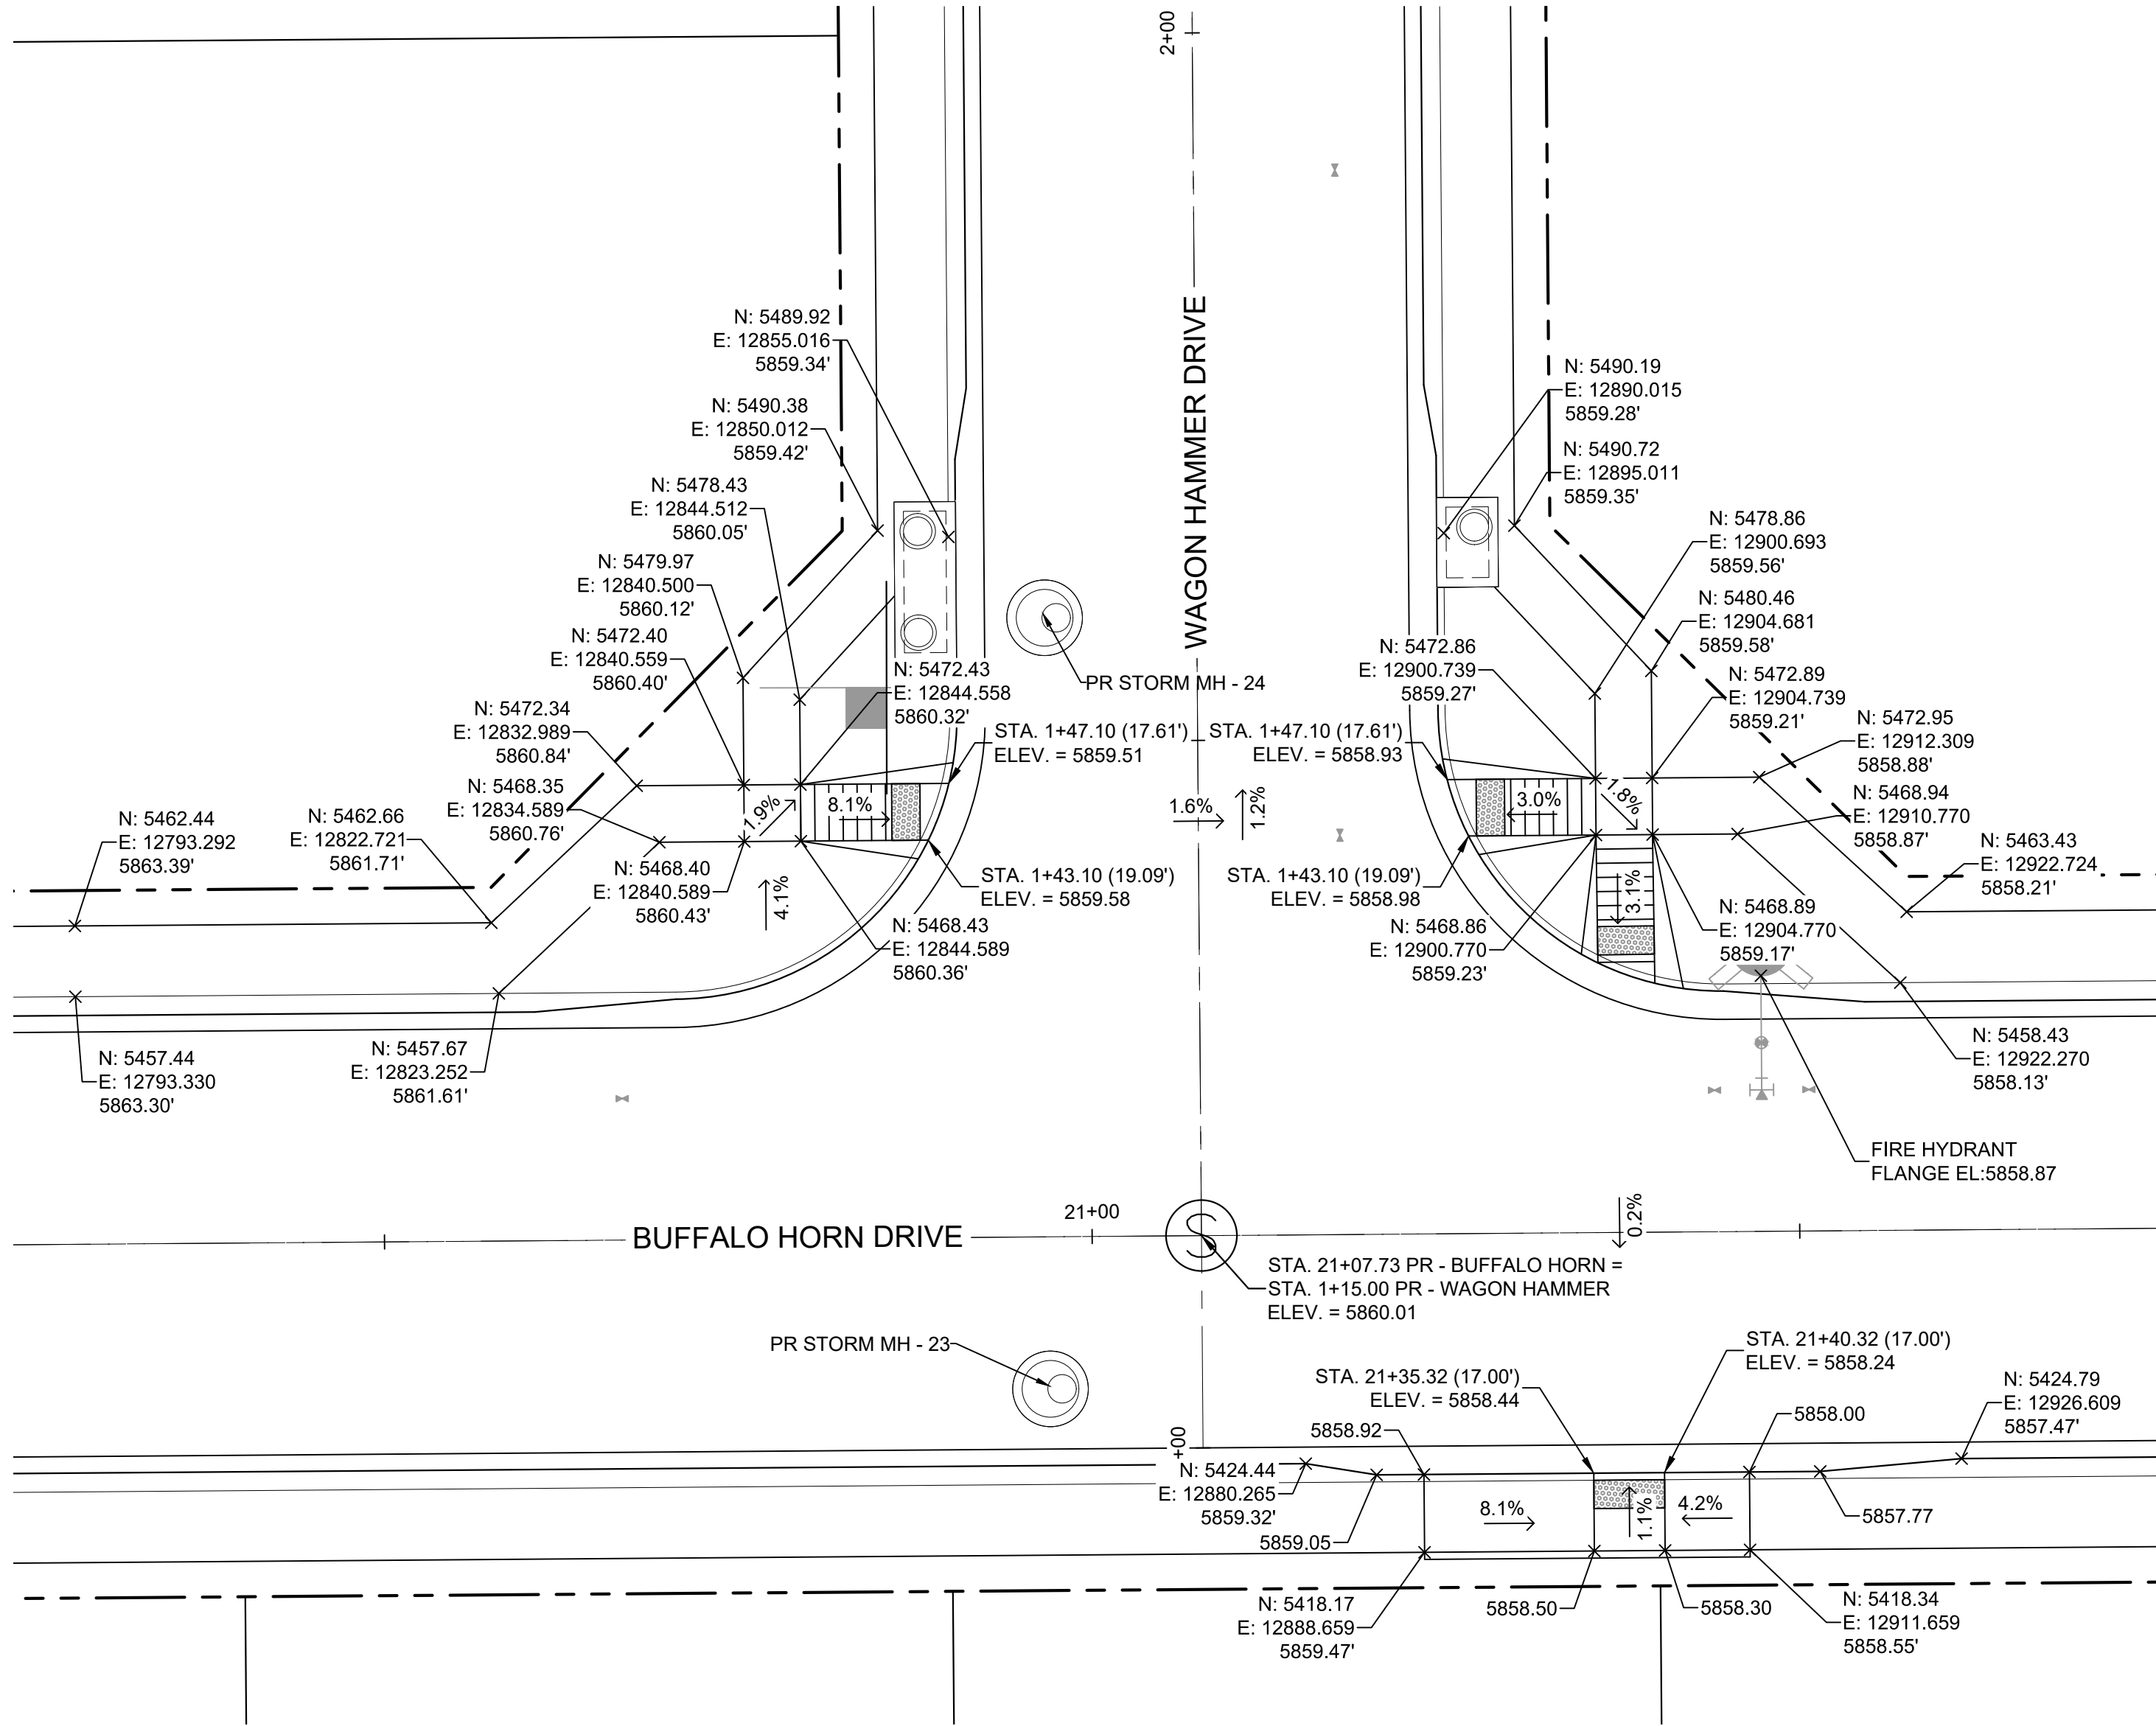 2+00
WAGON HAMMER DRIVE
N: 5489.92
E: 12855.016
5859.34'
N: 5490.38
E: 12850.012
5859.42'
N: 5478.43
E: 12844.512
5860.05'
N: 5479.97
E: 12840.500
5860.12'
N: 5472.40
E: 12840.559
5860.40'
N: 5472.34
E: 12832.989
5860.84'
N: 5468.35
E: 12834.589
5860.76'
N: 5462.44
E: 12793.292
5863.39'
N: 5462.66
E: 12822.721
5861.71'
N: 5468.40
E: 12840.589
5860.43'
N: 5457.44
E: 12793.330
5863.30'
N: 5457.67
E: 12823.252
5861.61'
N: 5472.43
E: 12844.558
5860.32'
PR STORM MH - 24
STA. 1+47.10 (17.61')
ELEV. = 5859.51
1.9%
8.1%
4.1%
STA. 1+43.10 (19.09')
ELEV. = 5859.58
N: 5468.43
E: 12844.589
5860.36'
1.6%
1.2%
N: 5490.19
E: 12890.015
5859.28'
N: 5490.72
E: 12895.011
5859.35'
N: 5478.86
E: 12900.693
5859.56'
N: 5480.46
E: 12904.681
5859.58'
N: 5472.86
E: 12900.739
5859.27'
N: 5472.89
E: 12904.739
5859.21'
STA. 1+47.10 (17.61')
ELEV. = 5858.93
N: 5472.95
E: 12912.309
5858.88'
N: 5468.94
E: 12910.770
5858.87'
3.0%
1.8%
3.1%
N: 5463.43
E: 12922.724
5858.21'
STA. 1+43.10 (19.09')
ELEV. = 5858.98
N: 5468.86
E: 12900.770
5859.23'
N: 5468.89
E: 12904.770
5859.17'
N: 5458.43
E: 12922.270
5858.13'
FIRE HYDRANT
FLANGE EL:5858.87
BUFFALO HORN DRIVE
21+00
S
0.2%
STA. 21+07.73 PR - BUFFALO HORN =
STA. 1+15.00 PR - WAGON HAMMER
ELEV. = 5860.01
PR STORM MH - 23
STA. 21+35.32 (17.00')
ELEV. = 5858.44
STA. 21+40.32 (17.00')
ELEV. = 5858.24
5858.92
5858.00
N: 5424.79
E: 12926.609
5857.47'
+00
N: 5424.44
E: 12880.265
5859.32'
5859.05
8.1%
1.1%
4.2%
5857.77
N: 5418.17
E: 12888.659
5859.47'
5858.50
5858.30
N: 5418.34
E: 12911.659
5858.55'